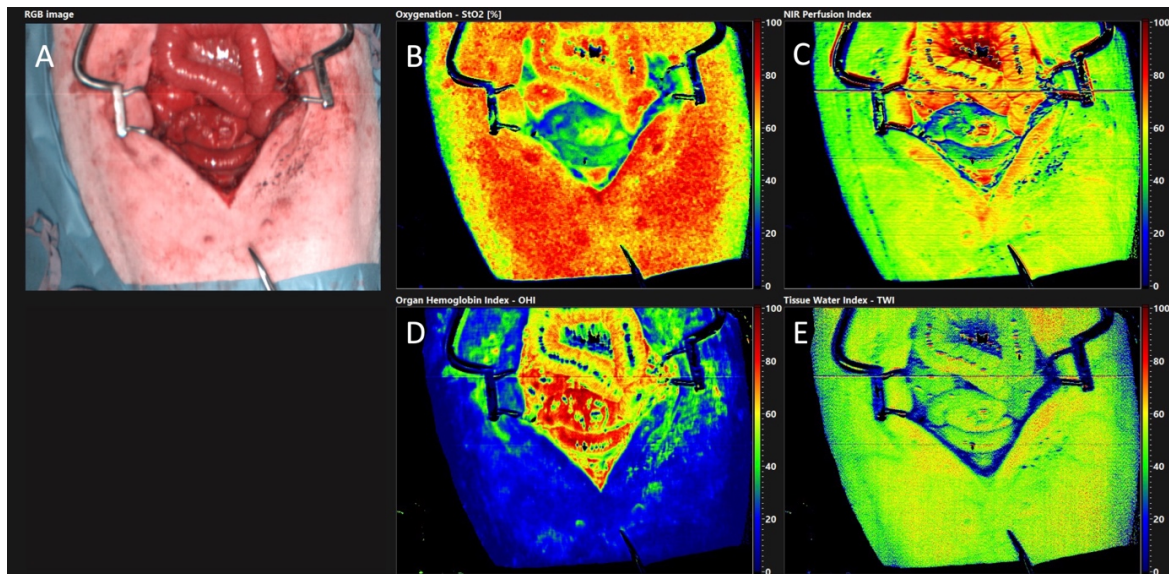 RGB image
Oxygenation - StO2 [%]
NIR Perfusion Index
A
B
C
100
80
60
40
20
0
100
80
60
40
20
0
Organ Hemoglobin Index - OHI
Tissue Water Index - TWI
D
E
100
80
60
40
20
0
100
80
60
40
20
0